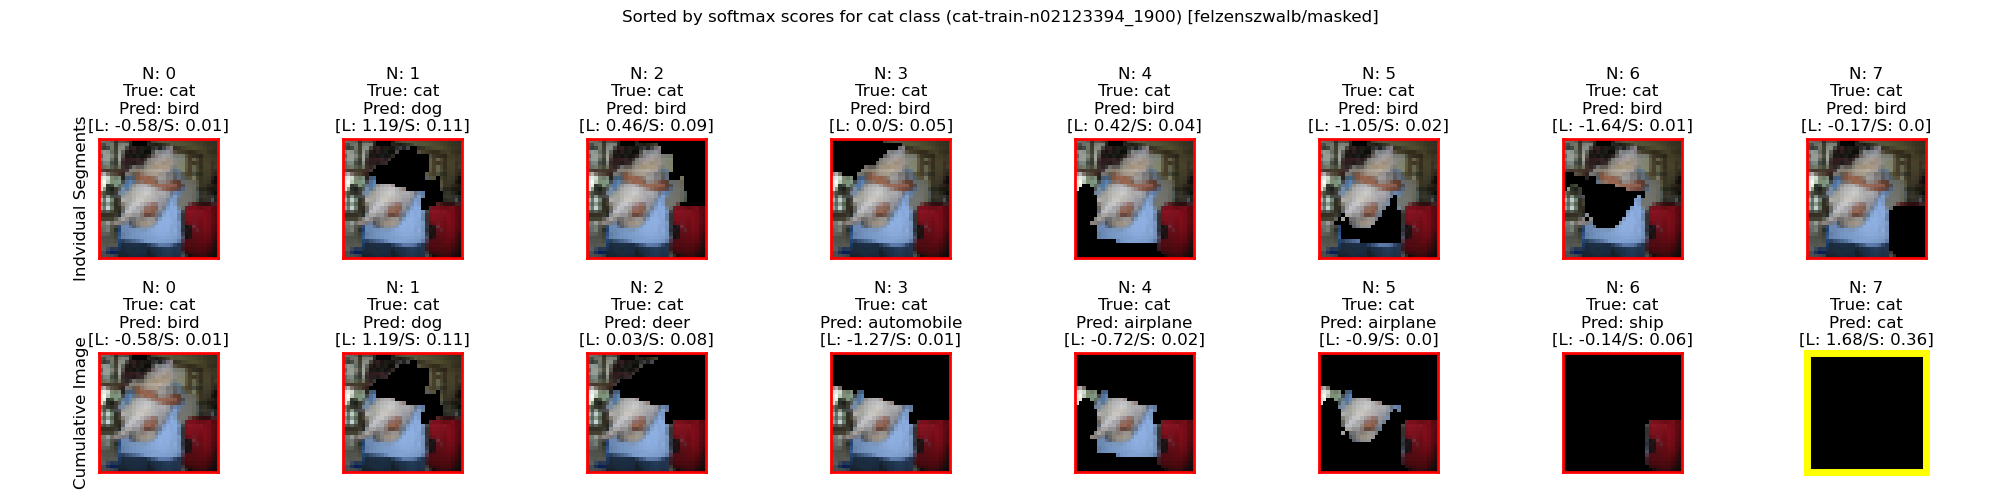 Sorted by softmax scores for cat class (cat-train-n02123394_1900) [felzenszwalb/masked]
Indvidual Segments
N: 0
True: cat
Pred: bird
[L: -0.58/S: 0.01]
N: 1
True: cat
Pred: dog
[L: 1.19/S: 0.11]
N: 2
True: cat
Pred: bird
[L: 0.46/S: 0.09]
N: 3
True: cat
Pred: bird
[L: 0.0/S: 0.05]
N: 4
True: cat
Pred: bird
[L: 0.42/S: 0.04]
N: 5
True: cat
Pred: bird
[L: -1.05/S: 0.02]
N: 6
True: cat
Pred: bird
[L: -1.64/S: 0.01]
N: 7
True: cat
Pred: bird
[L: -0.17/S: 0.0]
Cumulative Image
N: 0
True: cat
Pred: bird
[L: -0.58/S: 0.01]
N: 1
True: cat
Pred: dog
[L: 1.19/S: 0.11]
N: 2
True: cat
Pred: deer
[L: 0.03/S: 0.08]
N: 3
True: cat
Pred: automobile
[L: -1.27/S: 0.01]
N: 4
True: cat
Pred: airplane
[L: -0.72/S: 0.02]
N: 5
True: cat
Pred: airplane
[L: -0.9/S: 0.0]
N: 6
True: cat
Pred: ship
[L: -0.14/S: 0.06]
N: 7
True: cat
Pred: cat
[L: 1.68/S: 0.36]